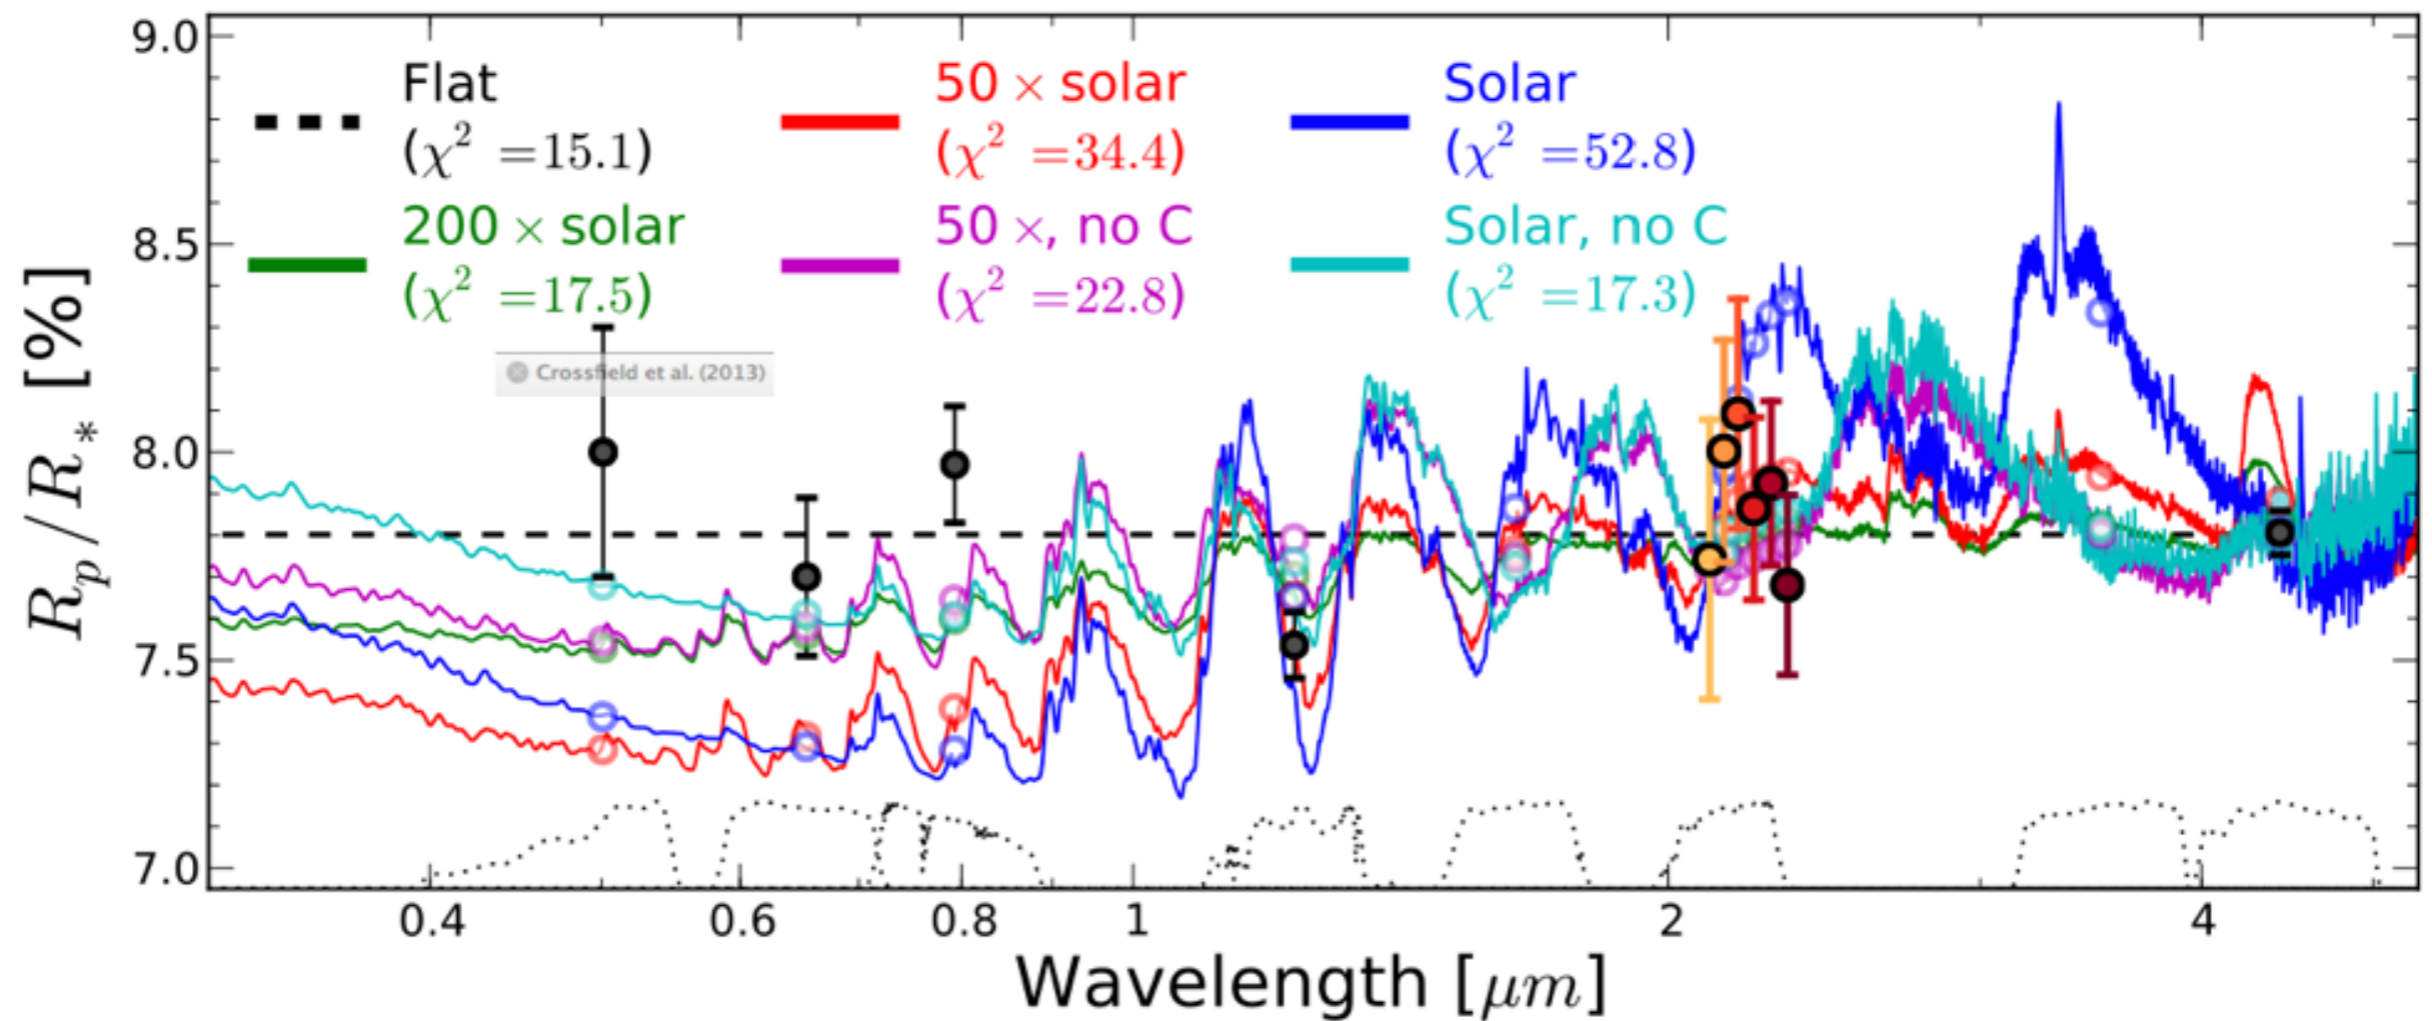 9.0
8.5
8.0
7.5
7.0
R_p/R_* [%]
Flat
(χ² =15.1)
50 × solar
(χ² =34.4)
Solar
(χ² =52.8)
200 × solar
(χ² =17.5)
50 ×, no C
(χ² =22.8)
Solar, no C
(χ² =17.3)
Crossfield et al. (2013)
0.4 0.6 0.8 1 2 4
Wavelength [μm]